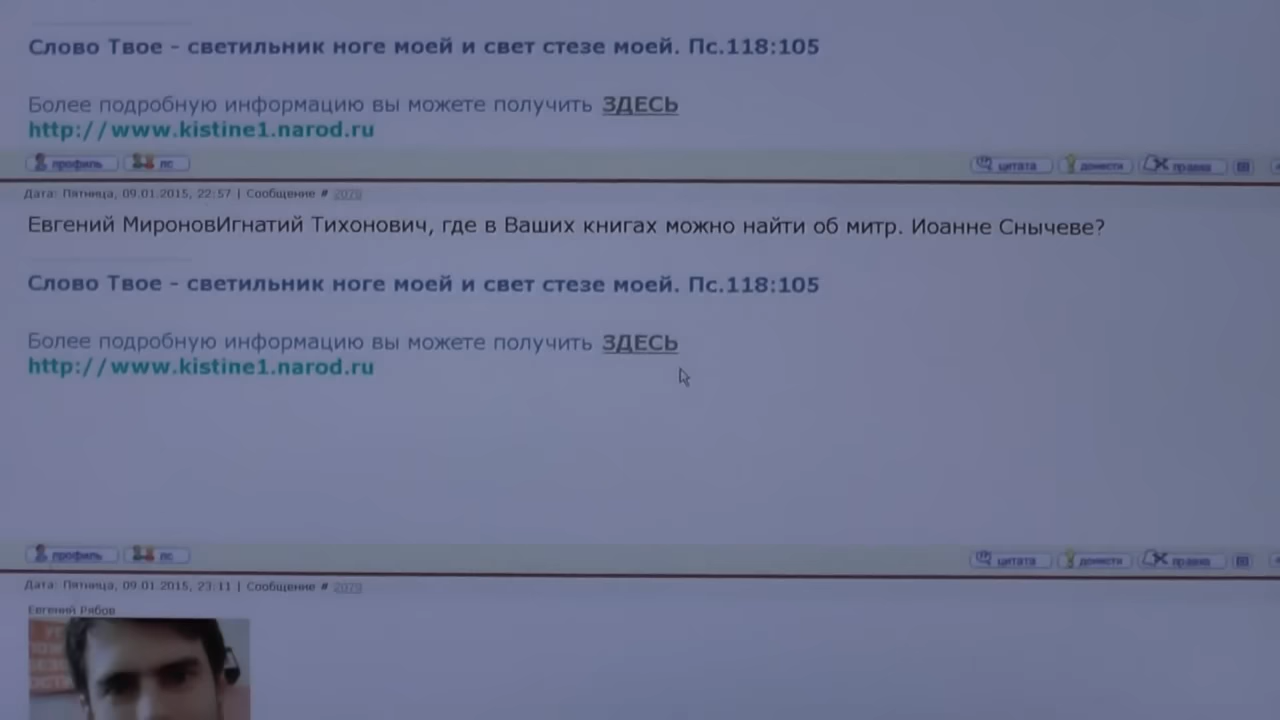 Слово Твое - светильник ноге моей и свет стезе моей. Пс.118:105
Более подробную информацию вы можете получить ЗДЕСЬ
http://www.kistine1.narod.ru
профиль лс цитата донести правка
Дата: Пятница, 09.01.2015, 22:57 | Сообщение # 2078
Евгений МироновИгнатий Тихонович, где в Ваших книгах можно найти об митр. Иоанне Снычеве?
Слово Твое - светильник ноге моей и свет стезе моей. Пс.118:105
Более подробную информацию вы можете получить ЗДЕСЬ
http://www.kistine1.narod.ru
профиль лс цитата донести правка
Дата: Пятница, 09.01.2015, 23:11 | Сообщение # 2079
Евгений Рябов